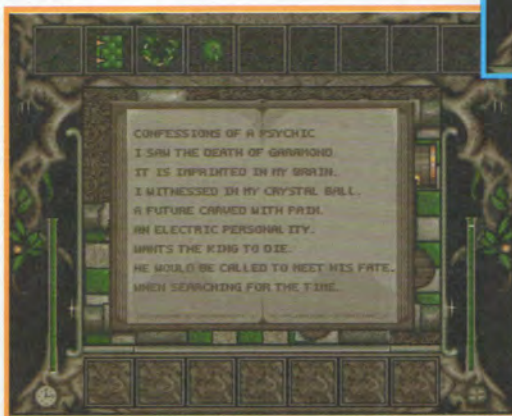 CONFESSIONS OF A PSYCHIC
I SAW THE DEATH OF GARAMOND
IT IS IMPRINTED IN MY BRAIN.
I WITNESSED IN MY CRYSTAL BALL.
A FUTURE CARVED WITH PAIN.
AN ELECTRIC PERSONALITY.
WANTS THE KING TO DIE.
HE WOULD BE CALLED TO MEET HIS FATE.
WHEN SEARCHING FOR THE TIME.